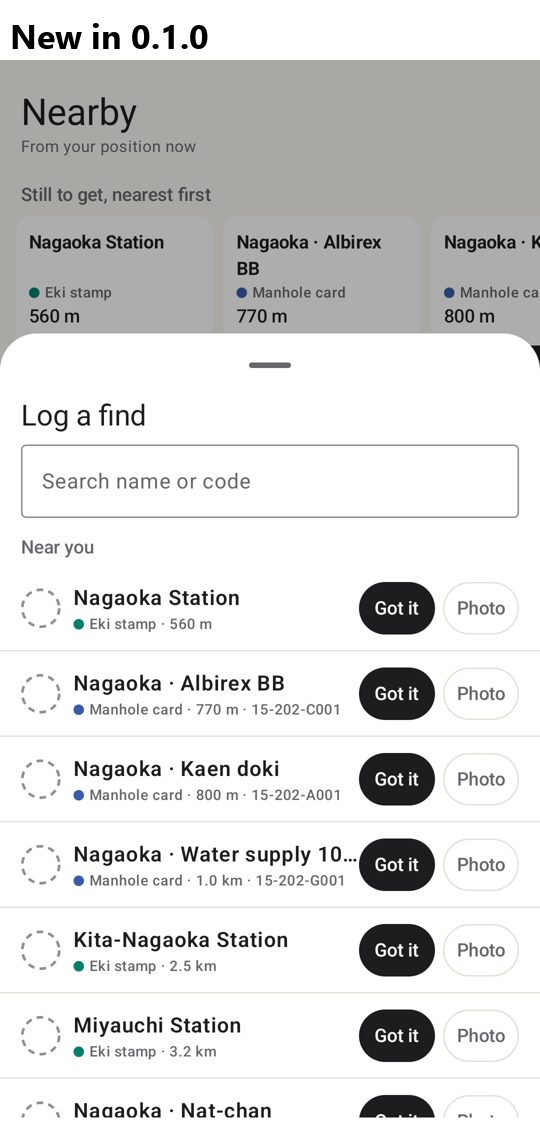 New in 0.1.0
Nearby
From your position now
Still to get, nearest first
Nagaoka Station
Eki stamp
560 m
Nagaoka · Albirex
BB
Manhole card
770 m
Nagaoka · K
Manhole ca
800 m
Log a find
Search name or code
Near you
Nagaoka Station
Eki stamp · 560 m
Got it
Photo
Nagaoka · Albirex BB
Manhole card · 770 m · 15-202-C001
Got it
Photo
Nagaoka · Kaen doki
Manhole card · 800 m · 15-202-A001
Got it
Photo
Nagaoka · Water supply 10…
Manhole card · 1.0 km · 15-202-G001
Got it
Photo
Kita-Nagaoka Station
Eki stamp · 2.5 km
Got it
Photo
Miyauchi Station
Eki stamp · 3.2 km
Got it
Photo
Nagaoka · Nat-chan
Got it
Photo